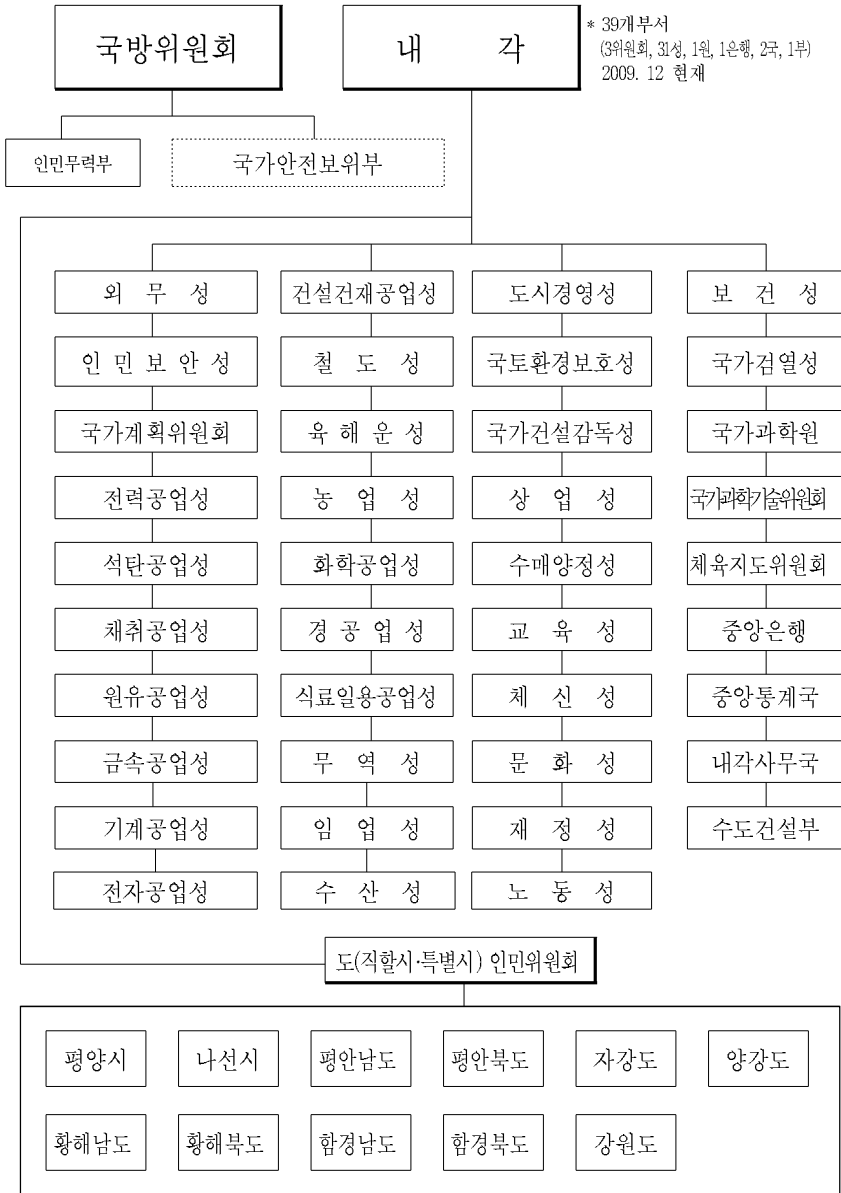 국방위원회
내 각
* 39개부서
(3위원회, 31성, 1원, 1은행, 2국, 1부)
2009. 12 현재
인민무력부
국가안전보위부
외 무 성
건설건재공업성
도시경영성
보 건 성
인 민 보 안 성
철 도 성
국토환경보호성
국가검열성
국가계획위원회
육 해 운 성
국가건설감독성
국가과학원
전력공업성
농 업 성
상 업 성
국가과학기술위원회
석탄공업성
화학공업성
수매양정성
체육지도위원회
채취공업성
경 공 업 성
교 육 성
중앙은행
원유공업성
식료일용공업성
체 신 성
중앙통계국
금속공업성
무 역 성
문 화 성
내각사무국
기계공업성
임 업 성
재 정 성
수도건설부
전자공업성
수 산 성
노 동 성
도(직할시·특별시) 인민위원회
평양시
나선시
평안남도
평안북도
자강도
양강도
황해남도
황해북도
함경남도
함경북도
강원도